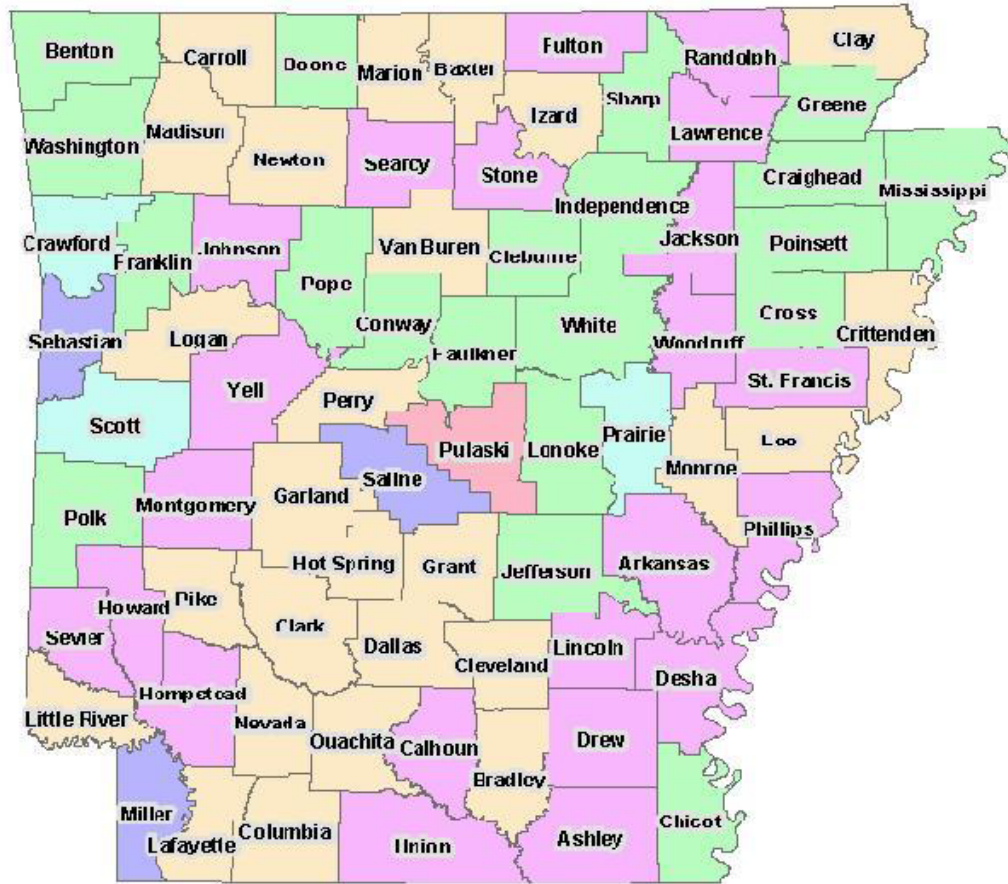 Benton
Carroll
Boone
Marion
Baxter
Fulton
Randolph
Clay
Sharp
Izard
Greene
Lawrence
Washington
Madison
Newton
Searcy
Stone
Craighead
Mississippi
Independence
Crawford
Franklin
Johnson
Pope
Van Buren
Cleburne
Jackson
Poinsett
Sebastian
Logan
Conway
Faulkner
White
Woodruff
Cross
Crittenden
Yell
Perry
St. Francis
Scott
Pulaski
Lonoke
Prairie
Monroe
Lee
Saline
Garland
Montgomery
Polk
Phillips
Hot Spring
Grant
Jefferson
Arkansas
Howard
Pike
Clark
Dallas
Cleveland
Lincoln
Sevier
Desha
Hempstead
Little River
Nevada
Ouachita
Calhoun
Drew
Bradley
Miller
Lafayette
Columbia
Union
Ashley
Chicot